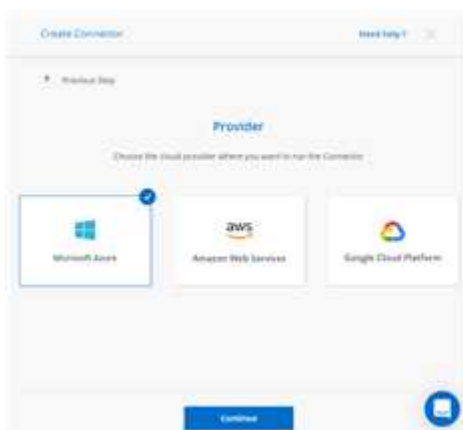 Create Connector
Need help?
Previous Step
Provider
Choose the cloud provider where you want to run the Connector
aws
Microsoft Azure
Amazon Web Services
Google Cloud Platform
Continue